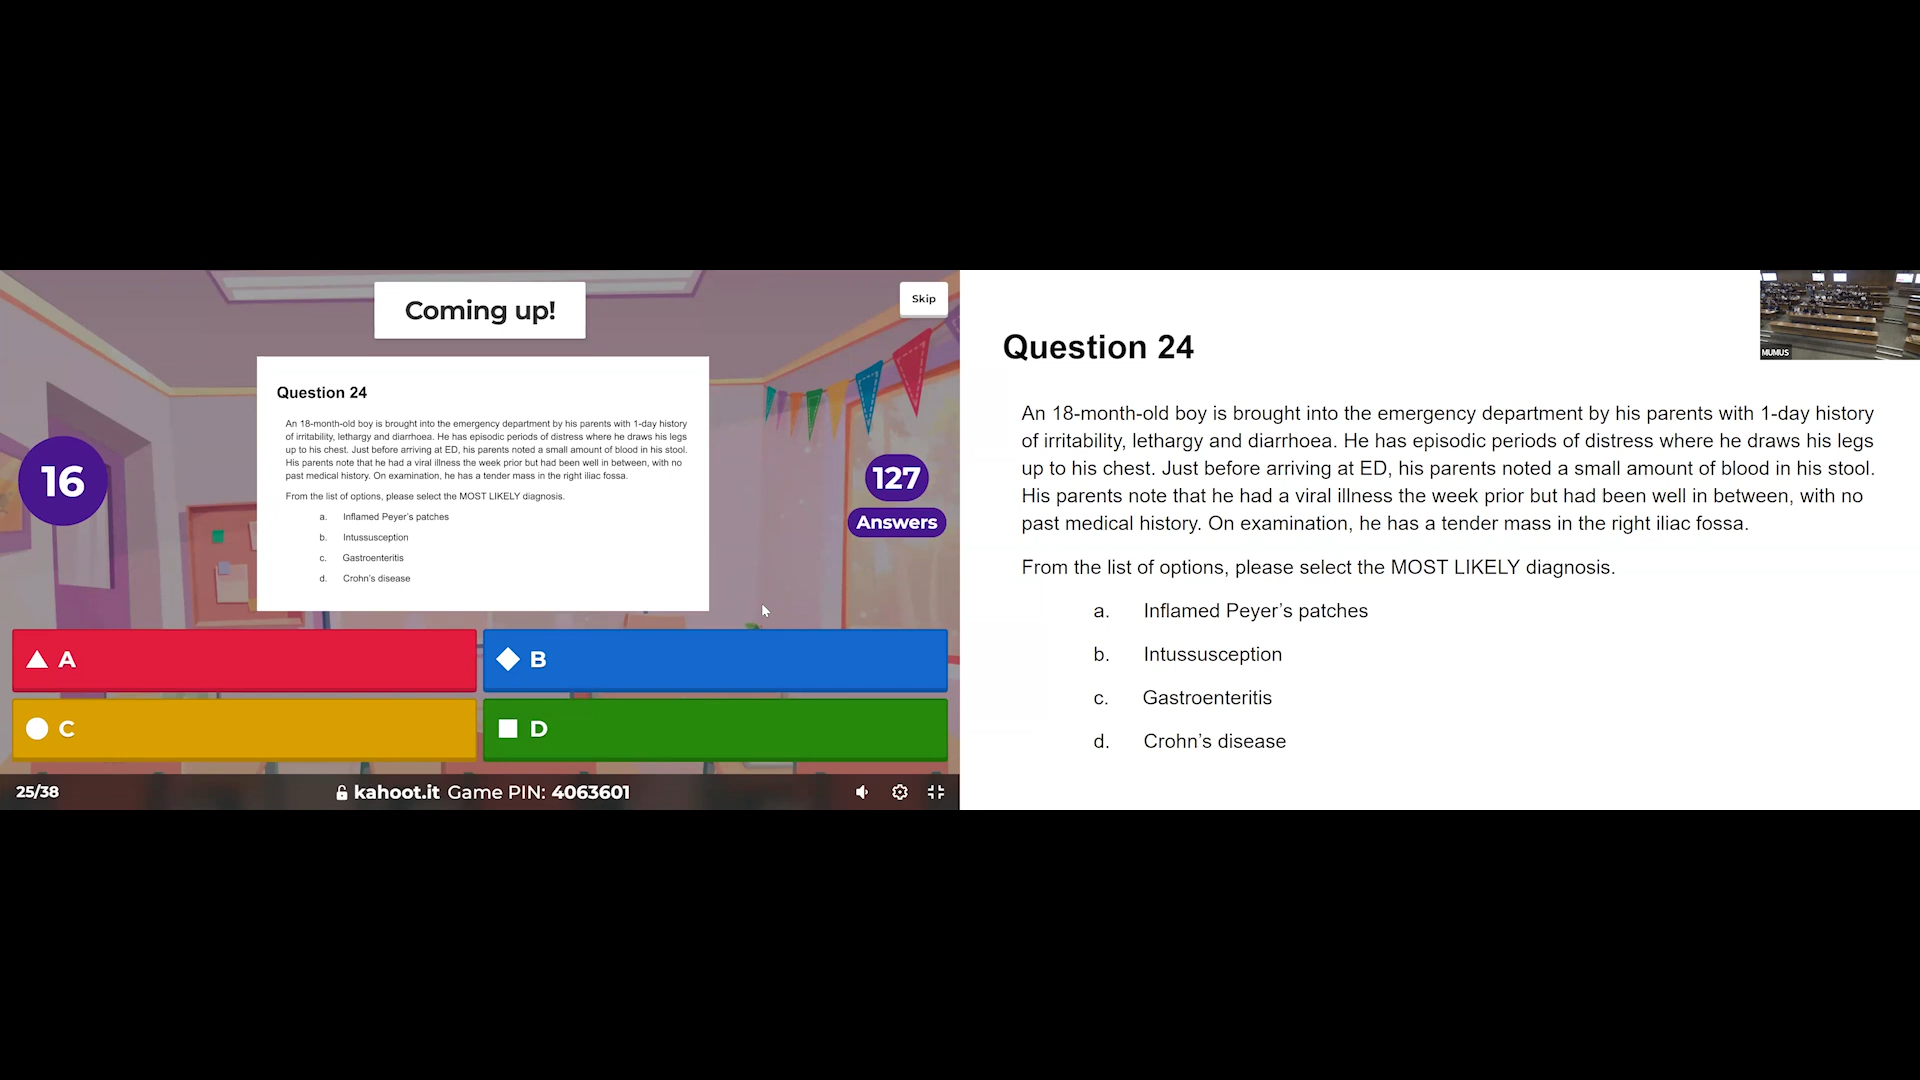 Coming up!
Skip
Question 24
An 18-month-old boy is brought into the emergency department by his parents with 1-day history
of irritability, lethargy and diarrhoea. He has episodic periods of distress where he draws his legs
up to his chest. Just before arriving at ED, his parents noted a small amount of blood in his stool.
His parents note that he had a viral illness the week prior but had been well in between, with no
past medical history. On examination, he has a tender mass in the right iliac fossa.
From the list of options, please select the MOST LIKELY diagnosis.
a. Inflamed Peyer's patches
b. Intussusception
c. Gastroenteritis
d. Crohn's disease
16
127
Answers
A
B
C
D
25/38
kahoot.it Game PIN: 4063601
MUMUS
Question 24
An 18-month-old boy is brought into the emergency department by his parents with 1-day history
of irritability, lethargy and diarrhoea. He has episodic periods of distress where he draws his legs
up to his chest. Just before arriving at ED, his parents noted a small amount of blood in his stool.
His parents note that he had a viral illness the week prior but had been well in between, with no
past medical history. On examination, he has a tender mass in the right iliac fossa.
From the list of options, please select the MOST LIKELY diagnosis.
a. Inflamed Peyer's patches
b. Intussusception
c. Gastroenteritis
d. Crohn's disease